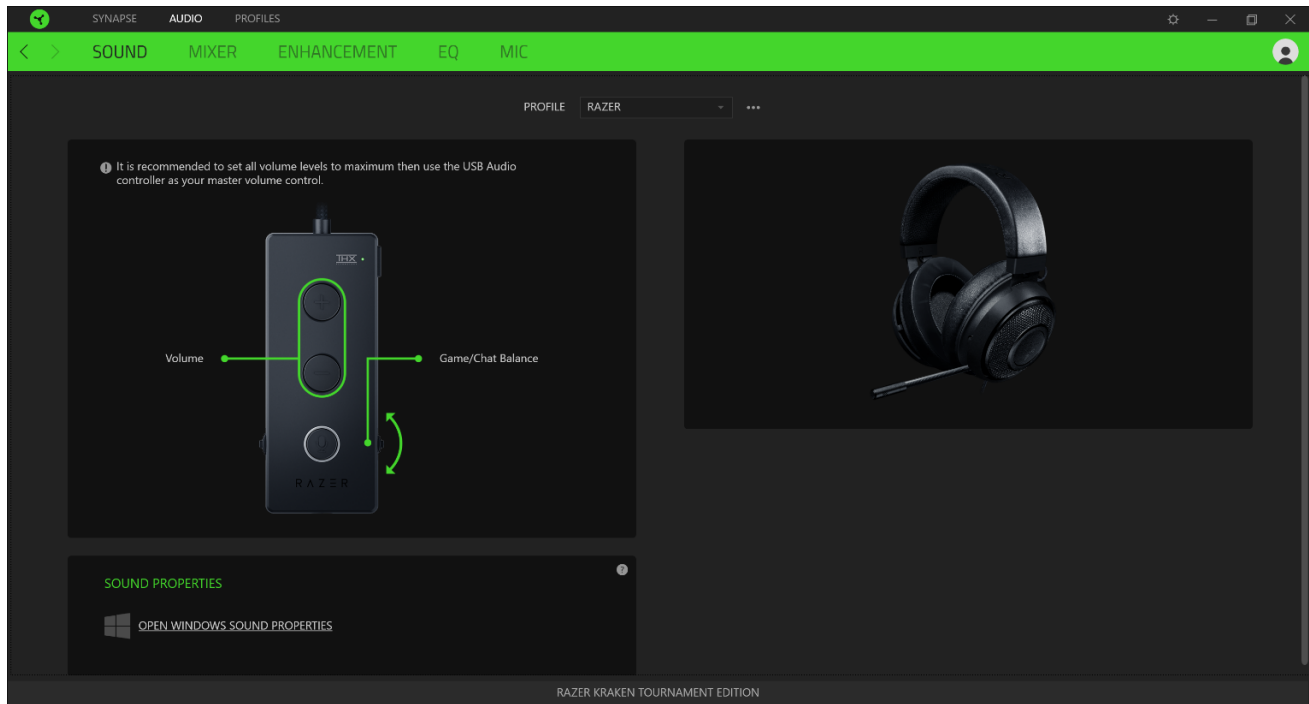 SYNAPSE AUDIO PROFILES
SOUND MIXER ENHANCEMENT EQ MIC
PROFILE RAZER
It is recommended to set all volume levels to maximum then use the USB Audio
controller as your master volume control.
THX
Volume
Game/Chat Balance
RAZER
SOUND PROPERTIES
OPEN WINDOWS SOUND PROPERTIES
RAZER KRAKEN TOURNAMENT EDITION